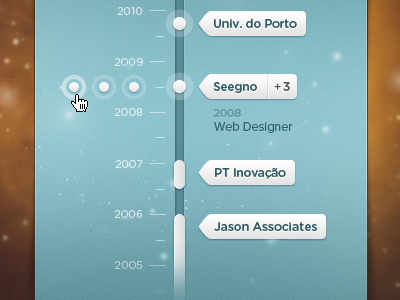 2010
Univ. do Porto
2009
Seegno +3
2008
2008
Web Designer
2007
PT Inovação
2006
Jason Associates
2005